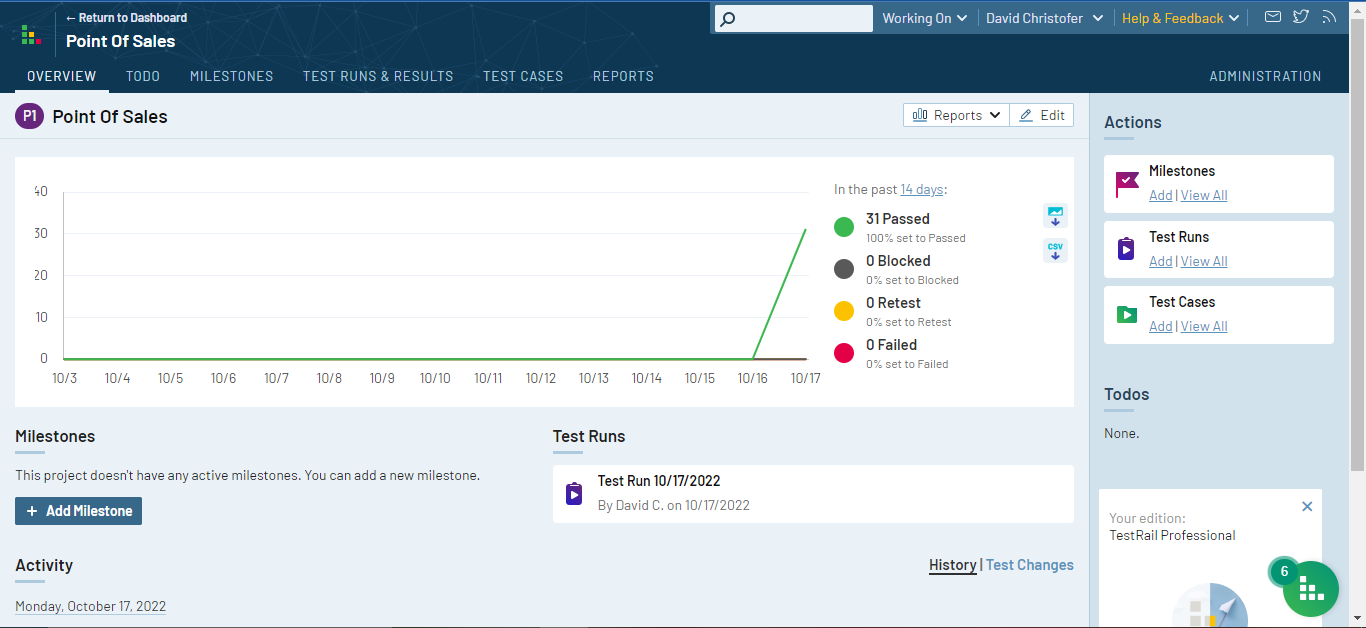 ← Return to Dashboard
Point Of Sales
Working On
David Christofer
Help & Feedback
OVERVIEW TODO MILESTONES TEST RUNS & RESULTS TEST CASES REPORTS ADMINISTRATION
P1 Point Of Sales
Reports
Edit
40
30
20
10
0
10/3 10/4 10/5 10/6 10/7 10/8 10/9 10/10 10/11 10/12 10/13 10/14 10/15 10/16 10/17
In the past 14 days:
31 Passed
100% set to Passed
0 Blocked
0% set to Blocked
0 Retest
0% set to Retest
0 Failed
0% set to Failed
CSV
Milestones
This project doesn't have any active milestones. You can add a new milestone.
+ Add Milestone
Test Runs
Test Run 10/17/2022
By David C. on 10/17/2022
Activity
History | Test Changes
Monday, October 17, 2022
Actions
Milestones
Add | View All
Test Runs
Add | View All
Test Cases
Add | View All
Todos
None.
Your edition:
TestRail Professional
6